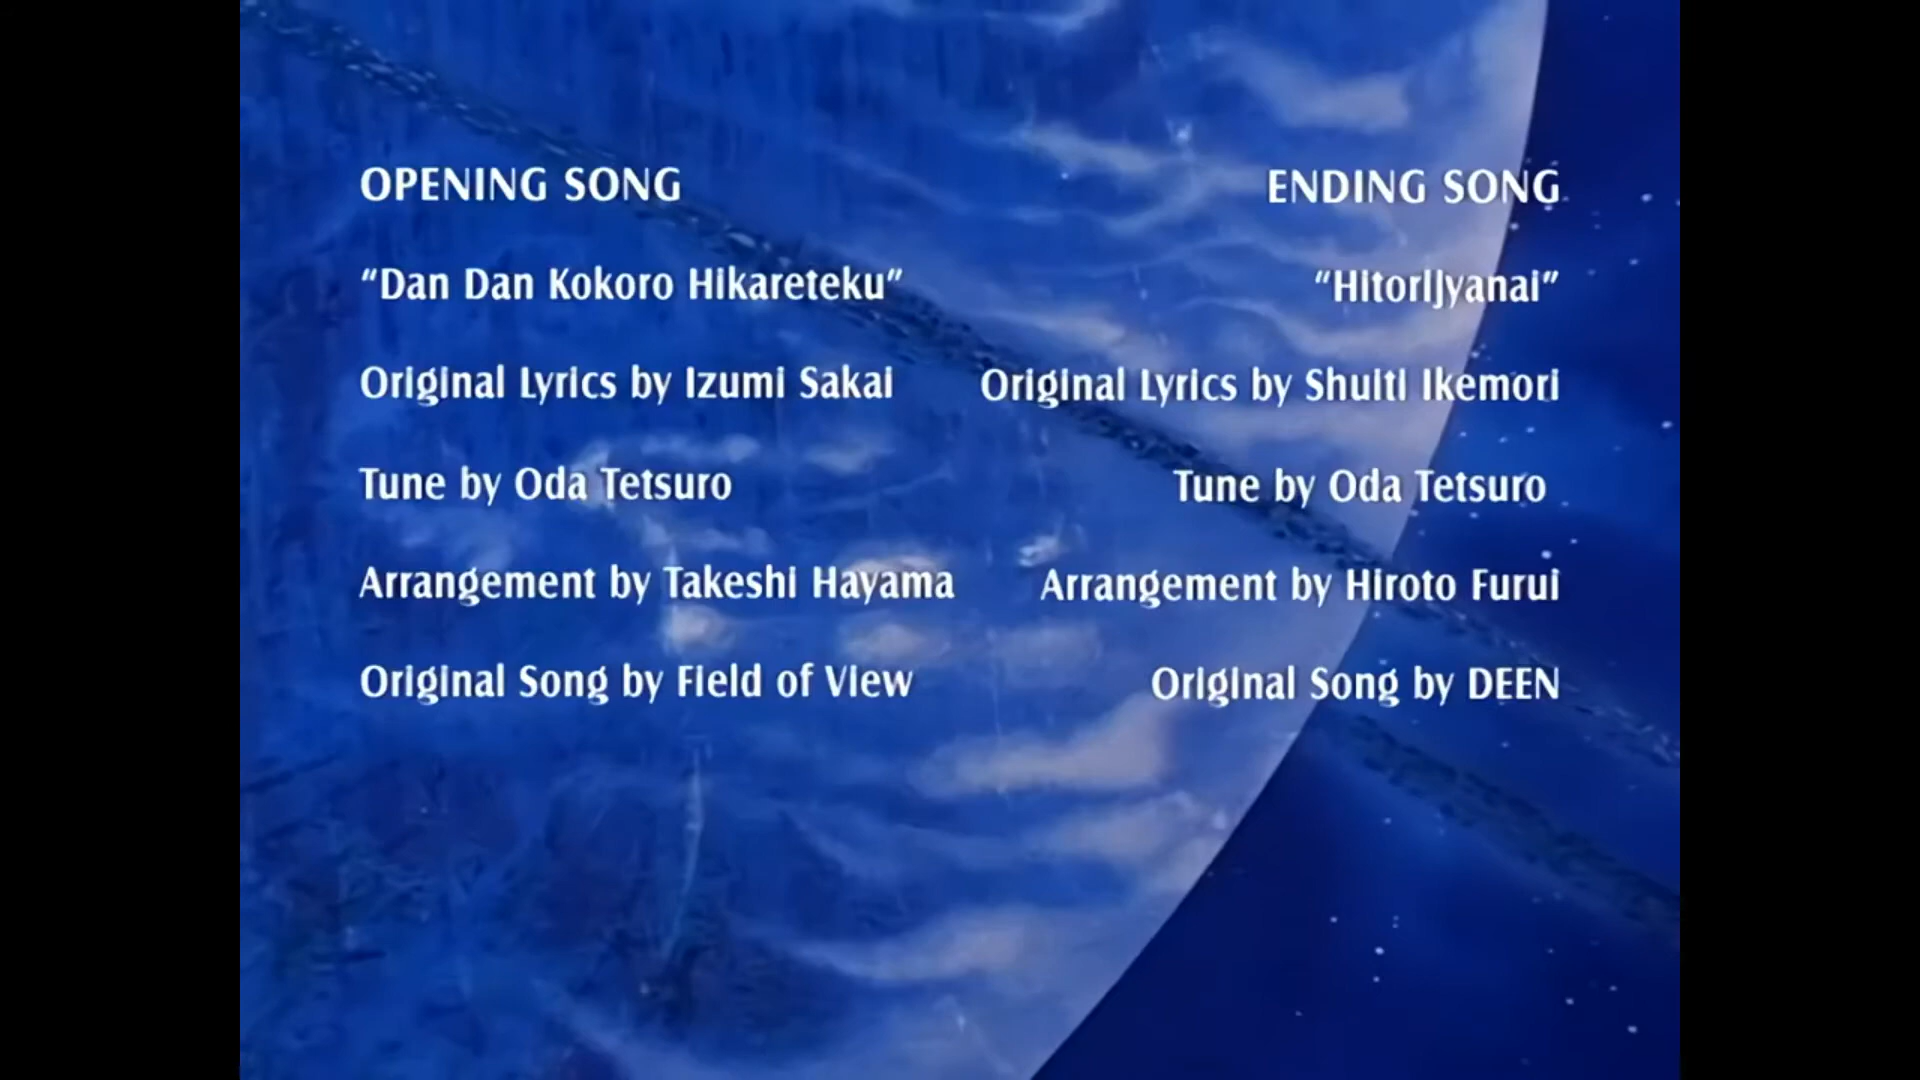 OPENING SONG
“Dan Dan Kokoro Hikareteku”
Original Lyrics by Izumi Sakai
Tune by Oda Tetsuro
Arrangement by Takeshi Hayama
Original Song by Field of View
ENDING SONG
“HitoriJyanai”
Original Lyrics by Shuiti Ikemori
Tune by Oda Tetsuro
Arrangement by Hiroto Furui
Original Song by DEEN